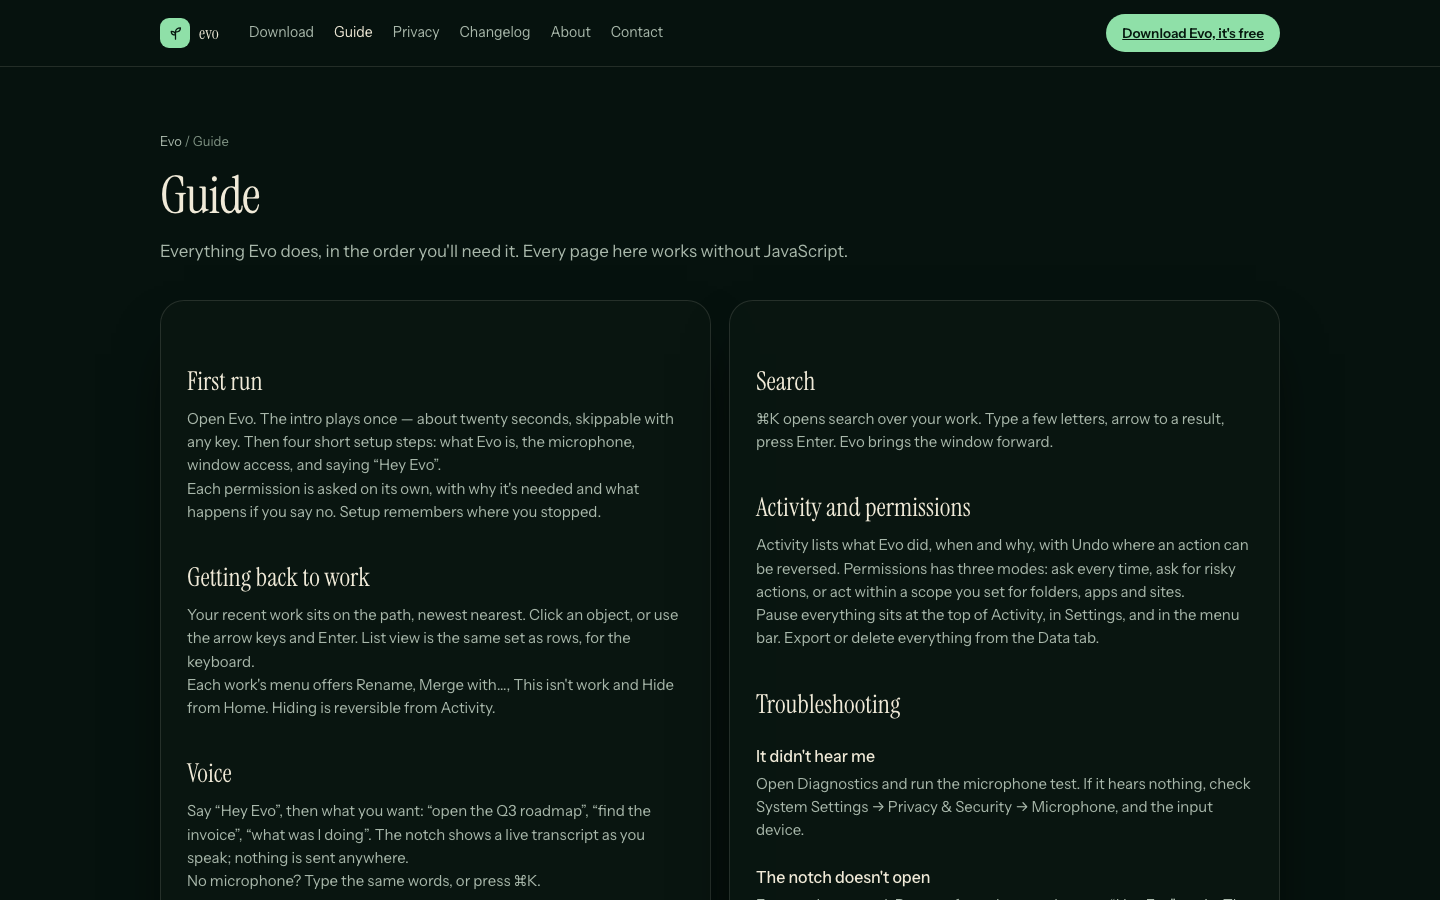 evo
Download
Guide
Privacy
Changelog
About
Contact
Download Evo, it's free
Evo / Guide
Guide
Everything Evo does, in the order you'll need it. Every page here works without JavaScript.
First run
Open Evo. The intro plays once — about twenty seconds, skippable with
any key. Then four short setup steps: what Evo is, the microphone,
window access, and saying “Hey Evo”.
Each permission is asked on its own, with why it's needed and what
happens if you say no. Setup remembers where you stopped.
Getting back to work
Your recent work sits on the path, newest nearest. Click an object, or use
the arrow keys and Enter. List view is the same set as rows, for the
keyboard.
Each work's menu offers Rename, Merge with…, This isn't work and Hide
from Home. Hiding is reversible from Activity.
Voice
Say “Hey Evo”, then what you want: “open the Q3 roadmap”, “find the
invoice”, “what was I doing”. The notch shows a live transcript as you
speak; nothing is sent anywhere.
No microphone? Type the same words, or press ⌘K.
Search
⌘K opens search over your work. Type a few letters, arrow to a result,
press Enter. Evo brings the window forward.
Activity and permissions
Activity lists what Evo did, when and why, with Undo where an action can
be reversed. Permissions has three modes: ask every time, ask for risky
actions, or act within a scope you set for folders, apps and sites.
Pause everything sits at the top of Activity, in Settings, and in the menu
bar. Export or delete everything from the Data tab.
Troubleshooting
It didn't hear me
Open Diagnostics and run the microphone test. If it hears nothing, check
System Settings → Privacy & Security → Microphone, and the input
device.
The notch doesn't open